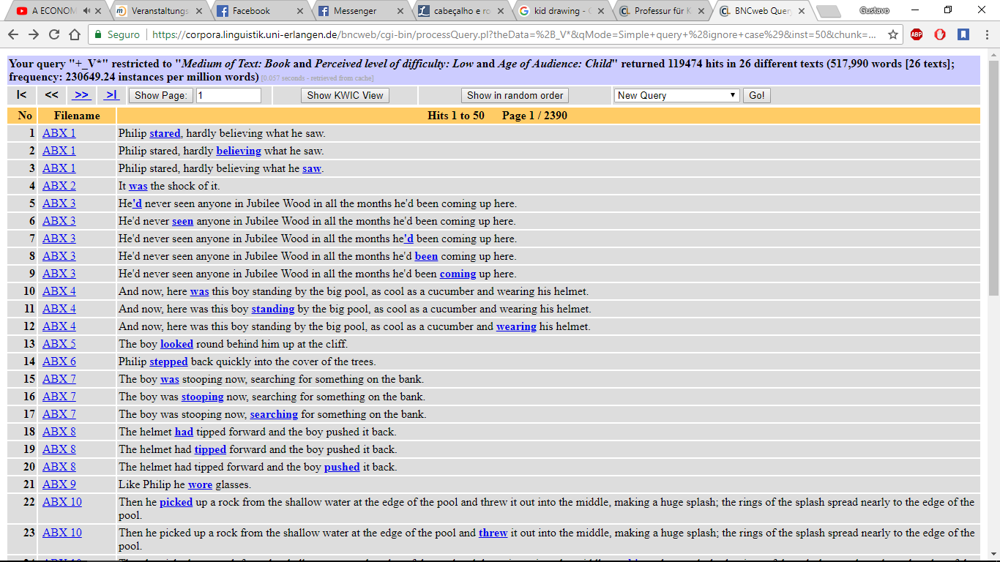 A ECONOM
Veranstaltungs
Facebook
Messenger
cabeçalho e ro
kid drawing - G
Professur für K
BNCweb Query
Gustavo
Seguro
https://corpora.linguistik.uni-erlangen.de/bncweb/cgi-bin/processQuery.pl?theData=%2B_V*&qMode=Simple+query+%28ignore+case%29&inst=50&chunk=...
ABP
Your query "+_V*" restricted to "Medium of Text: Book and Perceived level of difficulty: Low and Age of Audience: Child" returned 119474 hits in 26 different texts (517,990 words [26 texts];
frequency: 230649.24 instances per million words) [0.057 seconds - retrieved from cache]
|< << >> >| Show Page: 1 Show KWIC View Show in random order New Query Go!
No Filename Hits 1 to 50 Page 1 / 2390
1 ABX 1 Philip stared, hardly believing what he saw.
2 ABX 1 Philip stared, hardly believing what he saw.
3 ABX 1 Philip stared, hardly believing what he saw.
4 ABX 2 It was the shock of it.
5 ABX 3 He'd never seen anyone in Jubilee Wood in all the months he'd been coming up here.
6 ABX 3 He'd never seen anyone in Jubilee Wood in all the months he'd been coming up here.
7 ABX 3 He'd never seen anyone in Jubilee Wood in all the months he'd been coming up here.
8 ABX 3 He'd never seen anyone in Jubilee Wood in all the months he'd been coming up here.
9 ABX 3 He'd never seen anyone in Jubilee Wood in all the months he'd been coming up here.
10 ABX 4 And now, here was this boy standing by the big pool, as cool as a cucumber and wearing his helmet.
11 ABX 4 And now, here was this boy standing by the big pool, as cool as a cucumber and wearing his helmet.
12 ABX 4 And now, here was this boy standing by the big pool, as cool as a cucumber and wearing his helmet.
13 ABX 5 The boy looked round behind him up at the cliff.
14 ABX 6 Philip stepped back quickly into the cover of the trees.
15 ABX 7 The boy was stooping now, searching for something on the bank.
16 ABX 7 The boy was stooping now, searching for something on the bank.
17 ABX 7 The boy was stooping now, searching for something on the bank.
18 ABX 8 The helmet had tipped forward and the boy pushed it back.
19 ABX 8 The helmet had tipped forward and the boy pushed it back.
20 ABX 8 The helmet had tipped forward and the boy pushed it back.
21 ABX 9 Like Philip he wore glasses.
22 ABX 10 Then he picked up a rock from the shallow water at the edge of the pool and threw it out into the middle, making a huge splash; the rings of the splash spread nearly to the edge of the
pool.
23 ABX 10 Then he picked up a rock from the shallow water at the edge of the pool and threw it out into the middle, making a huge splash; the rings of the splash spread nearly to the edge of the
pool.